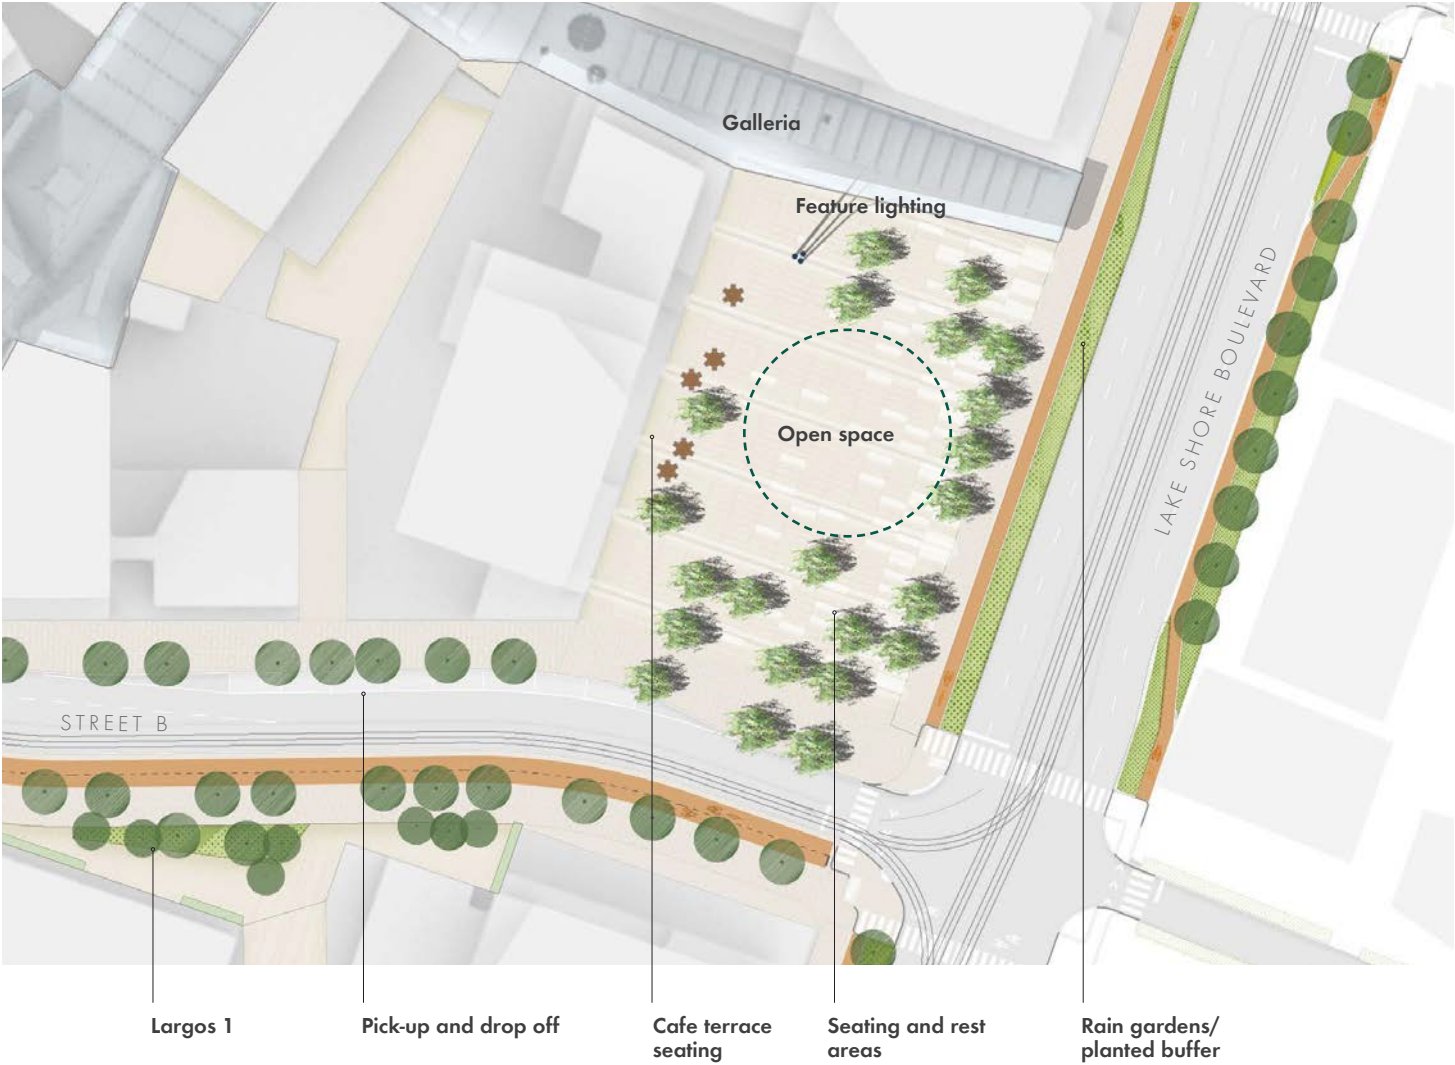 Galleria
Feature lighting
Open space
LAKE SHORE BOULEVARD
STREET B
Largos 1
Pick-up and drop off
Cafe terrace
seating
Seating and rest
areas
Rain gardens/
planted buffer